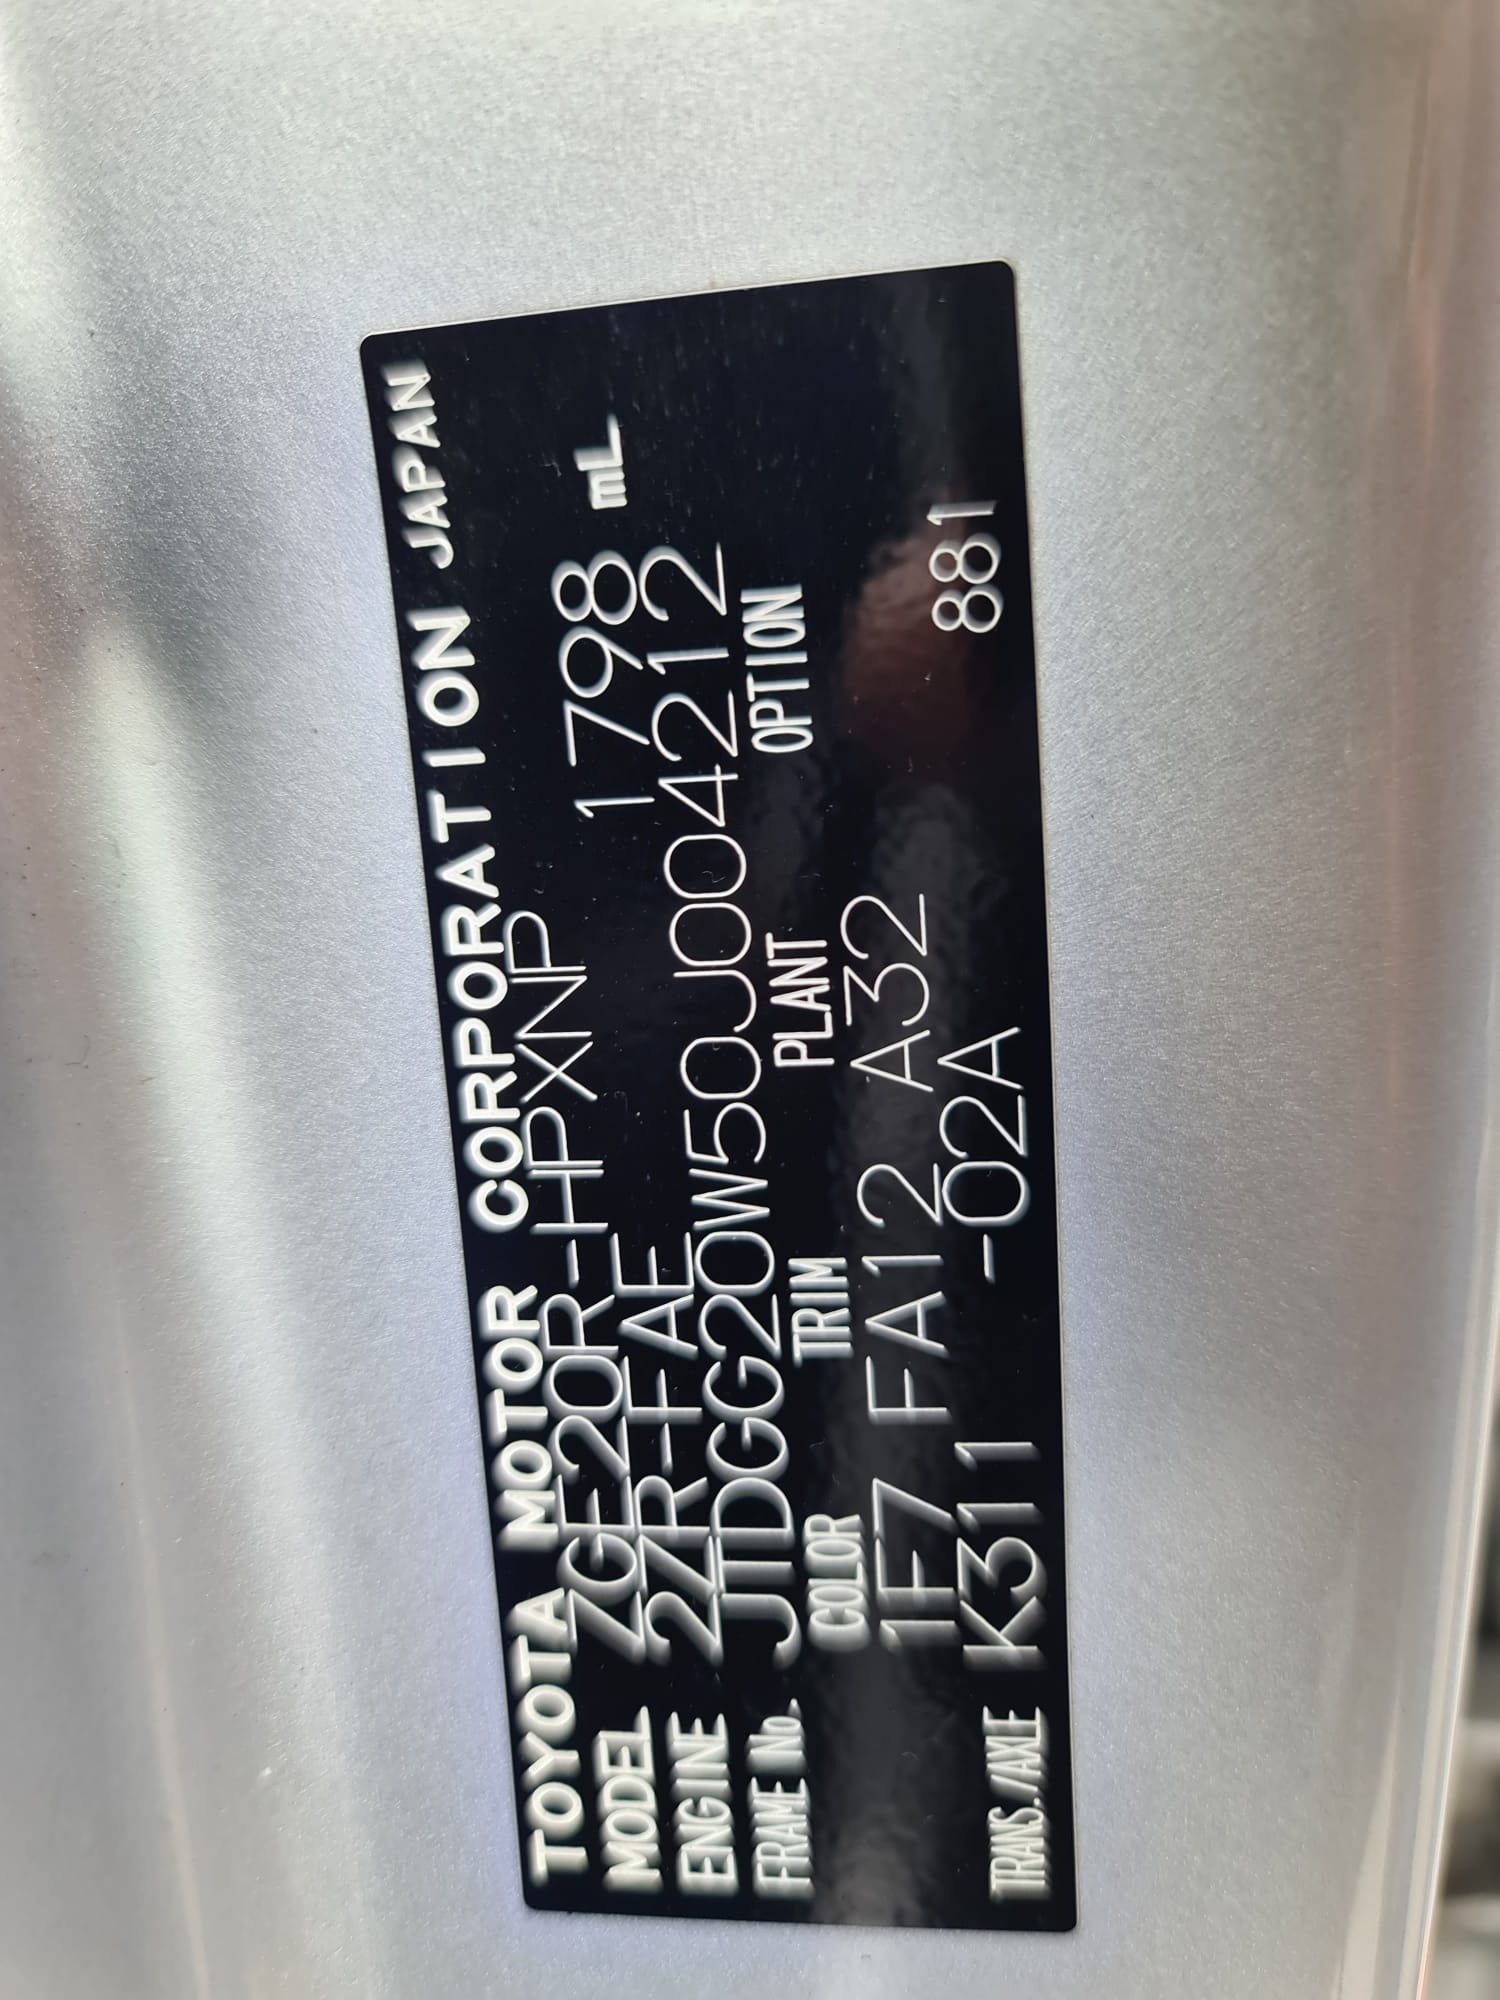 TOYOTA MOTOR CORPORATION JAPAN
MODEL ZGE20R-HPXNP
ENGINE 2ZR-FAE 1798 mL
FRAME No. JTDGG20W50J004212
COLOR TRIM PLANT OPTION
1F7 FA12 A32
TRANS./AXLE K311 -02A 881